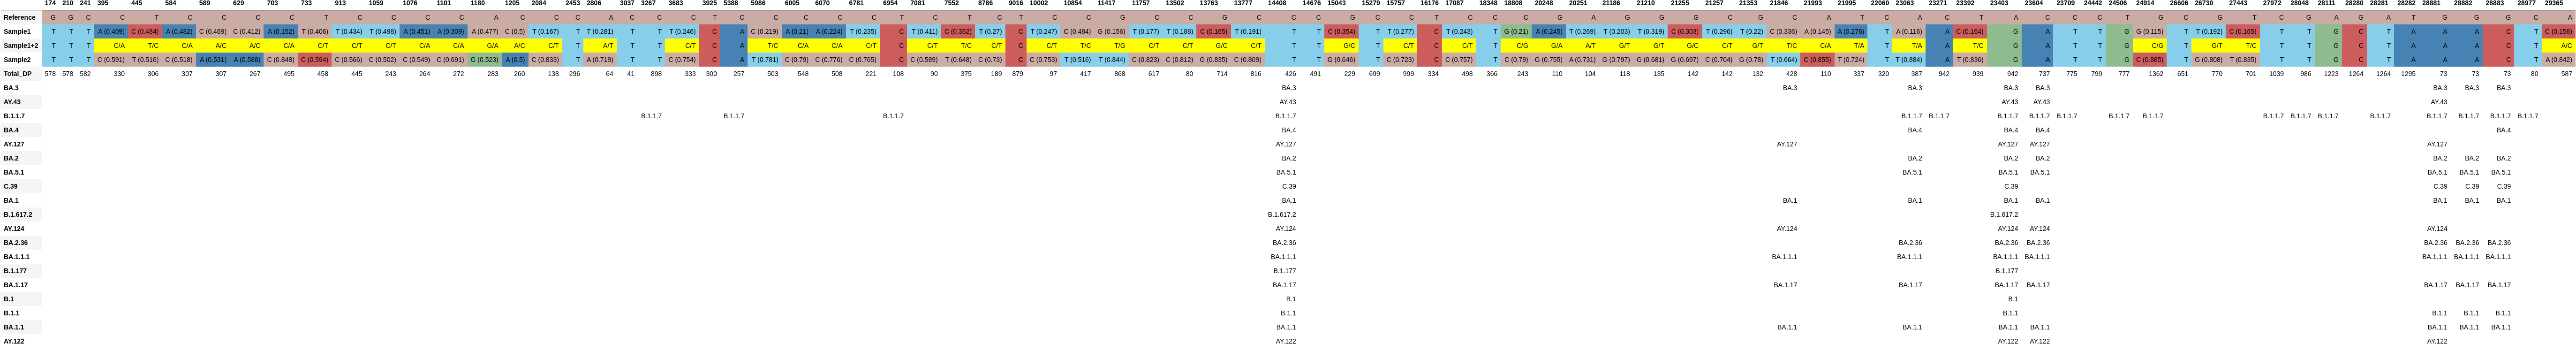 174 210 241 395 445 584 589 629 703 733 913 1059 1076 1101 1180 1205 2084 2453 2806 3037 3267 3683 3925 5388 5986 6005 6070 6781 6954 7081 7552 8786 9016 10002 10854 11417 11757 13502 13763 13777 14408 14676 15043 15279 15757 16176 17087 18348 18808 20248 20251 21186 21210 21255 21257 21353 21846 21993 21995 22060 23063 23271 23392 23403 23604 23709 24442 24506 24914 26606 26730 27443 27972 28048 28111 28280 28281 28282 28881 28882 28883 28977 29365
Reference G G C C T C C C C C T C C C C A C C A C C C T C T C C C T C T C T C C G C C G C C C G C C T C C C G A G G G C G C A T C A C T A C C T G C G T C G A G A T G G G C A
Sample1 T T T A (0.409) C (0.484) A (0.482) C (0.469) C (0.412) A (0.152) T (0.406) T (0.434) T (0.498) A (0.451) A (0.309) A (0.477) C (0.5) T (0.167) T T (0.281) T T T (0.246) C A C (0.219) A (0.21) A (0.224) T (0.235) C T (0.411) C (0.352) T (0.27) C T (0.247) C (0.484) G (0.156) T (0.177) T (0.188) C (0.165) T (0.191) T T C (0.354) T T (0.277) C T (0.243) T G (0.21) A (0.245) T (0.269) T (0.203) T (0.319) C (0.303) T (0.296) T (0.22) C (0.336) A (0.145) A (0.276) T A (0.116) A C (0.164) G A T T G G (0.115) T T (0.192) C (0.165) T T G C T A A A C T C (0.158)
Sample1+2 T T T C/A T/C C/A A/C A/C C/A C/T C/T C/T C/A C/A G/A A/C C/T T A/T T T C/T C A T/C C/A C/A C/T C C/T T/C C/T C C/T T/C T/G C/T C/T G/C C/T T T G/C T C/T C C/T T C/G G/A A/T G/T G/T G/C C/T G/T T/C C/A T/A T T/A A T/C G A T T G C/G T G/T T/C T T G C T A A A C T A/C
Sample2 T T T C (0.591) T (0.516) C (0.518) A (0.531) A (0.588) C (0.848) C (0.594) C (0.566) C (0.502) C (0.549) C (0.691) G (0.523) A (0.5) C (0.833) T A (0.719) T T C (0.754) C A T (0.781) C (0.79) C (0.776) C (0.765) C C (0.589) T (0.648) C (0.73) C C (0.753) T (0.516) T (0.844) C (0.823) C (0.812) G (0.835) C (0.809) T T G (0.646) T C (0.723) C C (0.757) T C (0.79) G (0.755) A (0.731) G (0.797) G (0.681) G (0.697) C (0.704) G (0.78) T (0.664) C (0.855) T (0.724) T T (0.884) A T (0.836) G A T T G C (0.885) T G (0.808) T (0.835) T T G C T A A A C T A (0.842)
Total_DP 578 578 582 330 306 307 307 267 495 458 445 243 264 272 283 260 138 296 64 41 898 333 300 257 503 548 508 221 108 90 375 189 879 97 417 868 617 80 714 816 426 491 229 699 999 334 498 366 243 110 104 118 135 142 142 132 428 110 337 320 387 942 939 942 737 775 799 777 1362 651 770 701 1039 986 1223 1264 1264 1295 73 73 73 80 587
BA.3 BA.3 BA.3 BA.3 BA.3 BA.3 BA.3 BA.3 BA.3
AY.43 AY.43 AY.43 AY.43 AY.43
B.1.1.7 B.1.1.7 B.1.1.7 B.1.1.7 B.1.1.7 B.1.1.7 B.1.1.7 B.1.1.7 B.1.1.7 B.1.1.7 B.1.1.7 B.1.1.7 B.1.1.7 B.1.1.7 B.1.1.7 B.1.1.7 B.1.1.7 B.1.1.7 B.1.1.7 B.1.1.7
BA.4 BA.4 BA.4 BA.4 BA.4 BA.4
AY.127 AY.127 AY.127 AY.127 AY.127 AY.127
BA.2 BA.2 BA.2 BA.2 BA.2 BA.2 BA.2 BA.2
BA.5.1 BA.5.1 BA.5.1 BA.5.1 BA.5.1 BA.5.1 BA.5.1 BA.5.1
C.39 C.39 C.39 C.39 C.39 C.39
BA.1 BA.1 BA.1 BA.1 BA.1 BA.1 BA.1 BA.1 BA.1
B.1.617.2 B.1.617.2 B.1.617.2
AY.124 AY.124 AY.124 AY.124 AY.124 AY.124
BA.2.36 BA.2.36 BA.2.36 BA.2.36 BA.2.36 BA.2.36 BA.2.36 BA.2.36
BA.1.1.1 BA.1.1.1 BA.1.1.1 BA.1.1.1 BA.1.1.1 BA.1.1.1 BA.1.1.1 BA.1.1.1 BA.1.1.1
B.1.177 B.1.177 B.1.177
BA.1.17 BA.1.17 BA.1.17 BA.1.17 BA.1.17 BA.1.17 BA.1.17 BA.1.17 BA.1.17
B.1 B.1 B.1
B.1.1 B.1.1 B.1.1 B.1.1 B.1.1 B.1.1
BA.1.1 BA.1.1 BA.1.1 BA.1.1 BA.1.1 BA.1.1 BA.1.1 BA.1.1 BA.1.1
AY.122 AY.122 AY.122 AY.122 AY.122